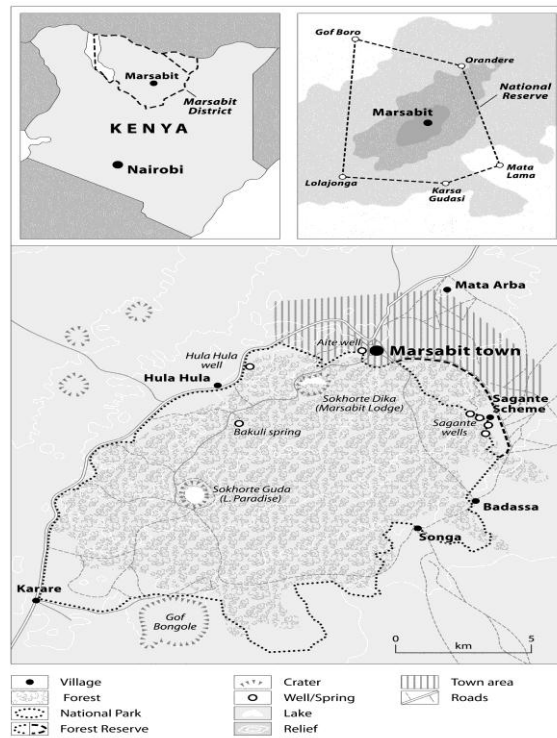 Marsabit
Marsabit
District
KENYA
Nairobi
Gof Boro
Orandere
National
Reserve
Marsabit
Lolajonga
Karsa
Gudasi
Mata
Lama
Mata Arba
Aite well
Marsabit town
Hula Hula
well
Hula Hula
Sokhorte Dika
(Marsabit Lodge)
Sagante
Scheme
Sagante
wells
Bakuli spring
Sokhorte Guda
(L. Paradise)
Badassa
Songa
Karare
Gof
Bongole
0 5
km
Village
Forest
National Park
Forest Reserve
Crater
Well/Spring
Lake
Relief
Town area
Roads